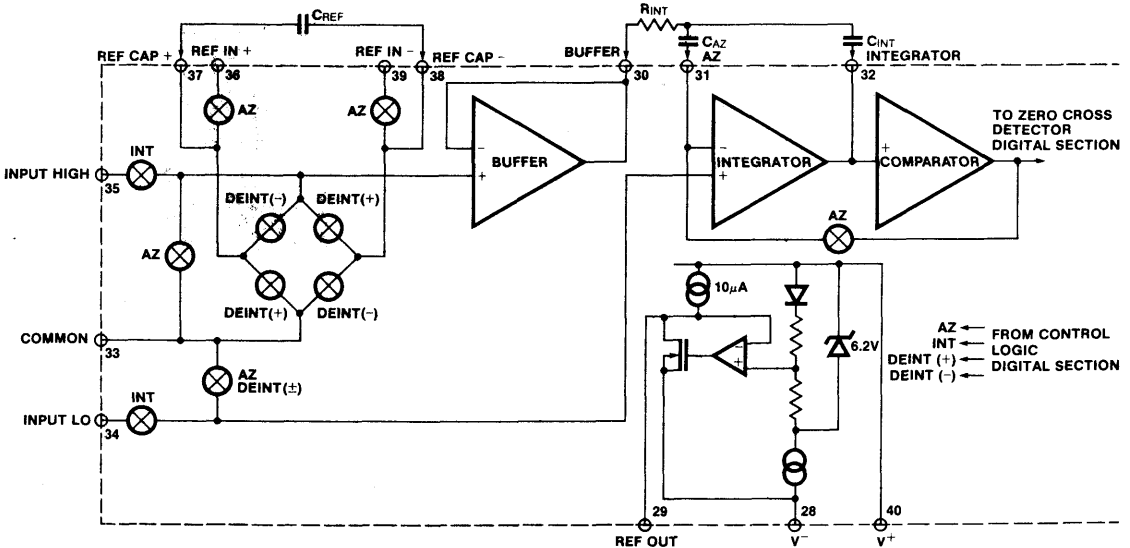 CREF
RINT
REF CAP +
REF IN +
REF IN -
REF CAP -
BUFFER
CAZ
AZ
CINT
INTEGRATOR
37
36
39
38
30
31
32
AZ
AZ
TO ZERO CROSS
DETECTOR
DIGITAL SECTION
INT
-
BUFFER
+
-
INTEGRATOR
+
+
COMPARATOR
INPUT HIGH
35
DEINT(-)
DEINT(+)
AZ
AZ
DEINT(+)
DEINT(-)
10μA
COMMON
33
-
+
6.2V
AZ
INT
DEINT (+)
DEINT (-)
FROM CONTROL
LOGIC
DIGITAL SECTION
AZ
DEINT(±)
INT
INPUT LO
34
29
28
40
REF OUT
V-
V+